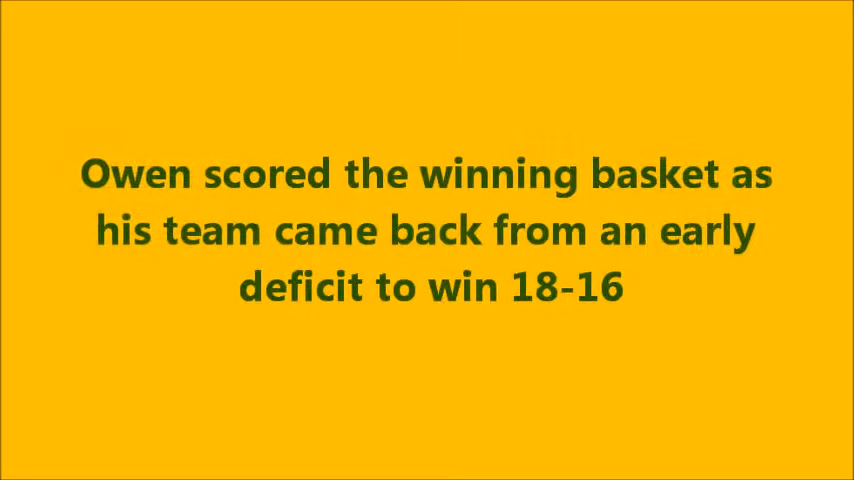 Owen scored the winning basket as
his team came back from an early
deficit to win 18-16